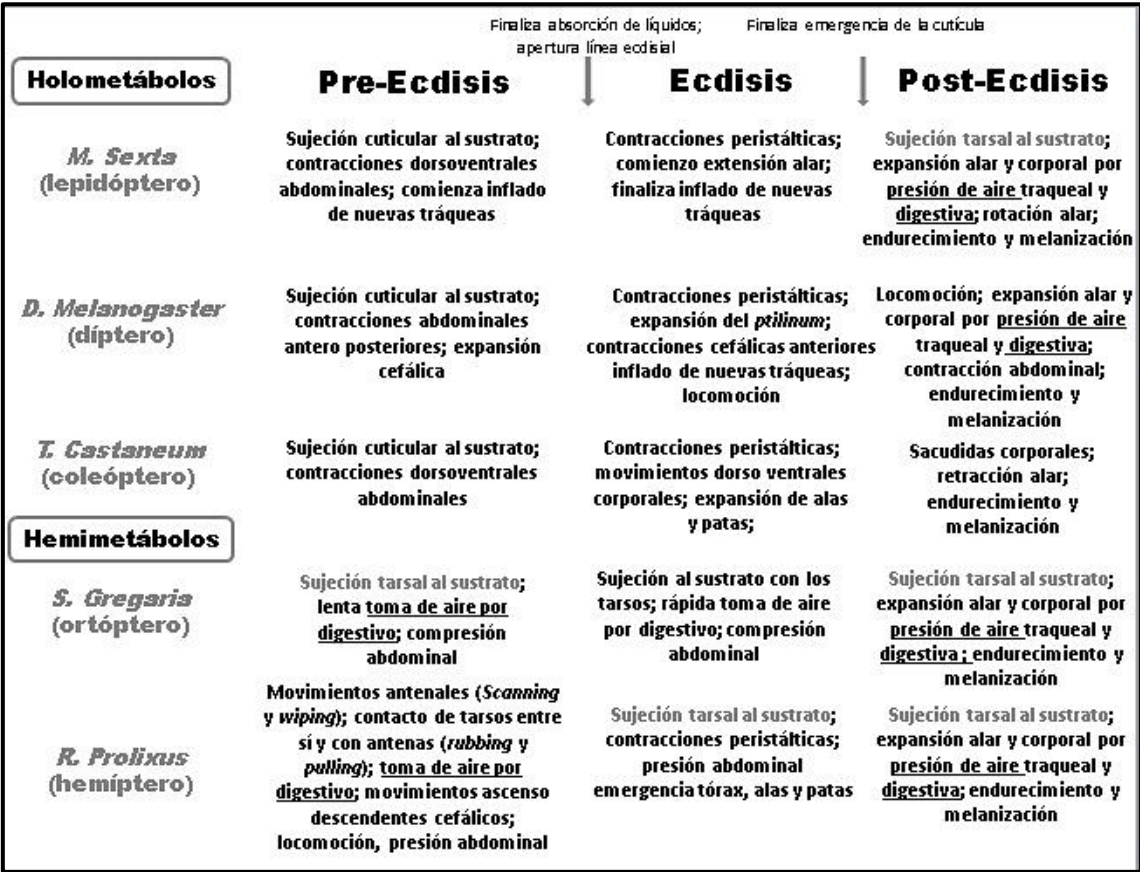 Finaliza absorción de líquidos;
apertura línea ecdisial
Finaliza emergencia de la cutícula
Holometábolos
Pre-Ecdisis
Ecdisis
Post-Ecdisis
M. Sexta
(lepidóptero)
Sujeción cuticular al sustrato;
contracciones dorsoventrales
abdominales; comienza inflado
de nuevas tráqueas
Contracciones peristálticas;
comienzo extensión alar;
finaliza inflado de nuevas
tráqueas
Sujeción tarsal al sustrato;
expansión alar y corporal por
presión de aire traqueal y
digestiva; rotación alar;
endurecimiento y melanización
D. Melanogaster
(díptero)
Sujeción cuticular al sustrato;
contracciones abdominales
antero posteriores; expansión
cefálica
Contracciones peristálticas;
expansión del ptilinum;
contracciones cefálicas anteriores
inflado de nuevas tráqueas;
locomoción
Locomoción; expansión alar y
corporal por presión de aire
traqueal y digestiva;
contracción abdominal;
endurecimiento y
melanización
T. Castaneum
(coleóptero)
Sujeción cuticular al sustrato;
contracciones dorsoventrales
abdominales
Contracciones peristálticas;
movimientos dorso ventrales
corporales; expansión de alas
y patas;
Sacudidas corporales;
retracción alar;
endurecimiento y
melanización
Hemimetábolos
S. Gregaria
(ortóptero)
Sujeción tarsal al sustrato;
lenta toma de aire por
digestivo; compresión
abdominal
Sujeción al sustrato con los
tarsos; rápida toma de aire
por digestivo; compresión
abdominal
Sujeción tarsal al sustrato;
expansión alar y corporal por
presión de aire traqueal y
digestiva ; endurecimiento y
melanización
R. Prolixus
(hemíptero)
Movimientos antenales (Scanning
y wiping); contacto de tarsos entre
sí y con antenas (rubbing y
pulling); toma de aire por
digestivo; movimientos ascenso
descendentes cefálicos;
locomoción, presión abdominal
Sujeción tarsal al sustrato;
contracciones peristálticas;
presión abdominal
emergencia tórax, alas y patas
Sujeción tarsal al sustrato;
expansión alar y corporal por
presión de aire traqueal y
digestiva; endurecimiento y
melanización